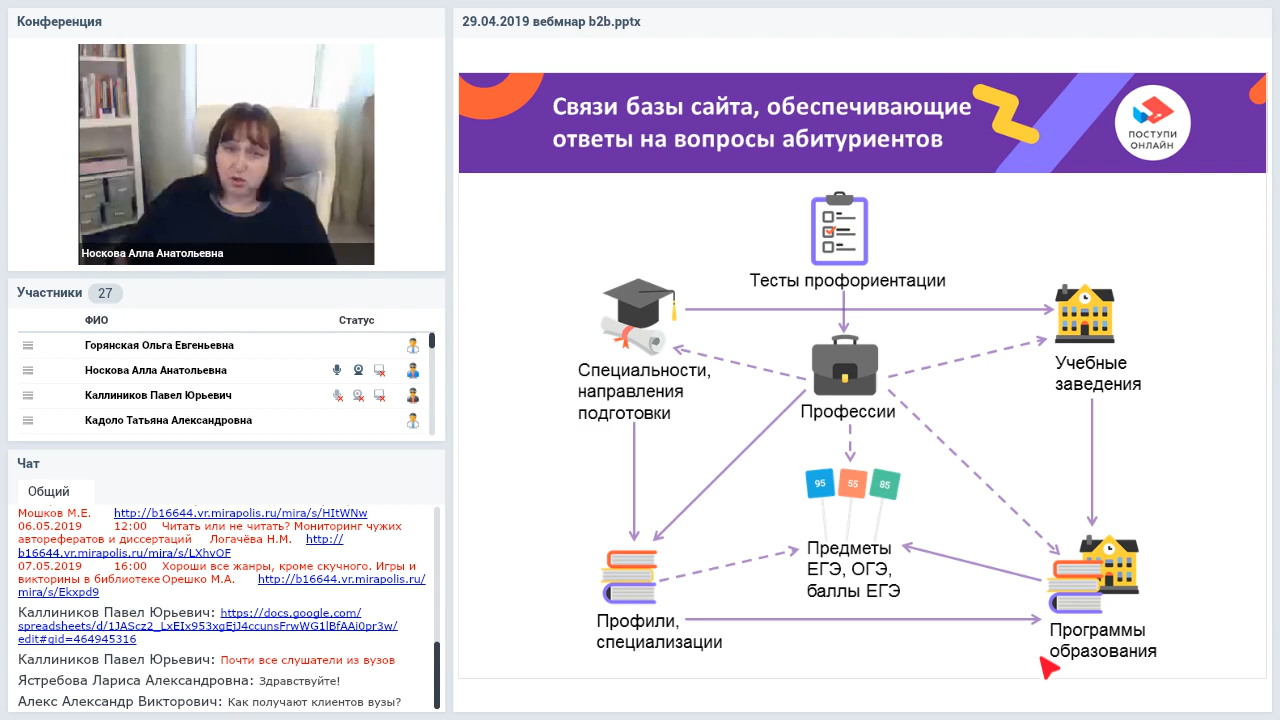 Конференция
Носкова Алла Анатольевна
Участники 27
ФИО Статус
Горянская Ольга Евгеньевна
Носкова Алла Анатольевна
Каллиников Павел Юрьевич
Кадоло Татьяна Александровна
Чат
Общий
Мошков М.Е. http://b16644.vr.mirapolis.ru/mira/s/HItWNw
06.05.2019 12:00 Читать или не читать? Мониторинг чужих
авторефератов и диссертаций Логачёва Н.М. http://
b16644.vr.mirapolis.ru/mira/s/LXhvOF
07.05.2019 16:00 Хороши все жанры, кроме скучного. Игры и
викторины в библиотеке Орешко М.А. http://b16644.vr.mirapolis.ru/
mira/s/Ekxpd9
Каллиников Павел Юрьевич: https://docs.google.com/
spreadsheets/d/1JAScz2_LxEIx953xgEjJ4ccunsFrwWG1lBfAAi0pr3w/
edit#gid=464945316
Каллиников Павел Юрьевич: Почти все слушатели из вузов
Ястребова Лариса Александровна: Здравствуйте!
Алекс Александр Викторович: Как получают клиентов вузы?
29.04.2019 вебмнар b2b.pptx
Связи базы сайта, обеспечивающие
ответы на вопросы абитуриентов
ПОСТУПИ
ОНЛАЙН
Тесты профориентации
Специальности,
направления
подготовки
Профессии
Учебные
заведения
95 55 85
Предметы
ЕГЭ, ОГЭ,
баллы ЕГЭ
Профили,
специализации
Программы
образования